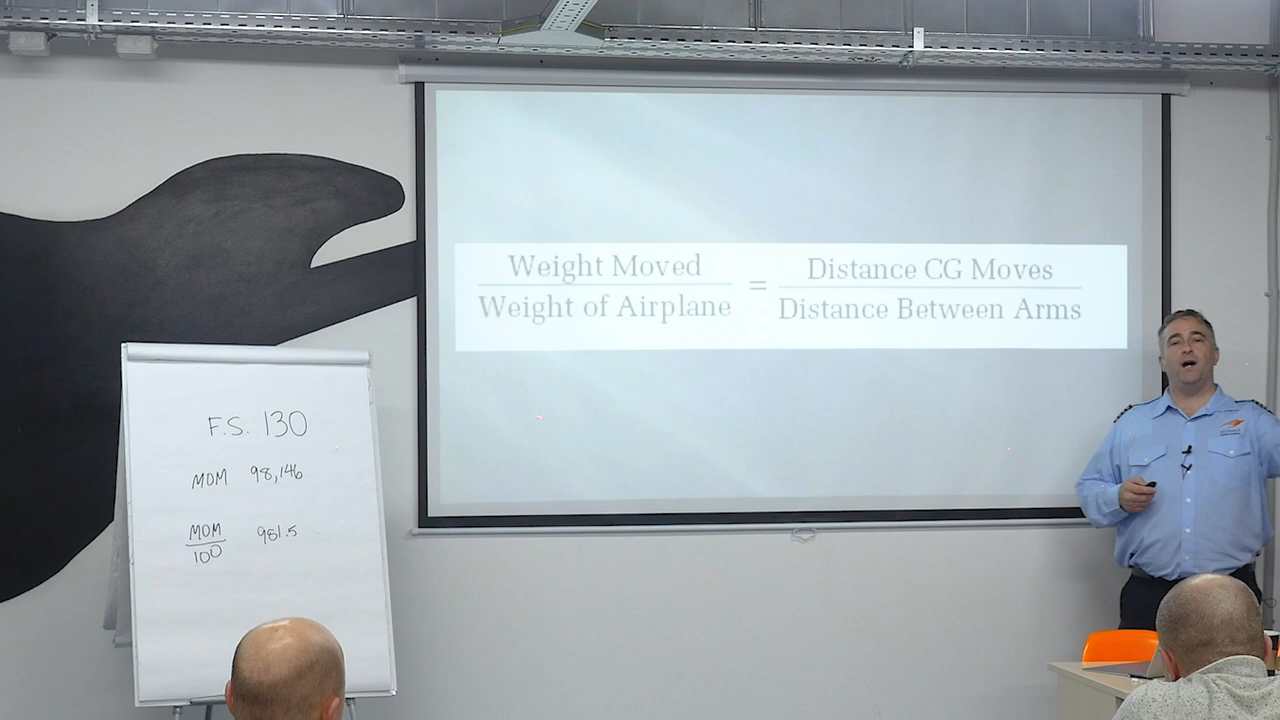 Weight Moved
Weight of Airplane
=
Distance CG Moves
Distance Between Arms
F.S. 130
MOM 98,146
MOM
100
981.5